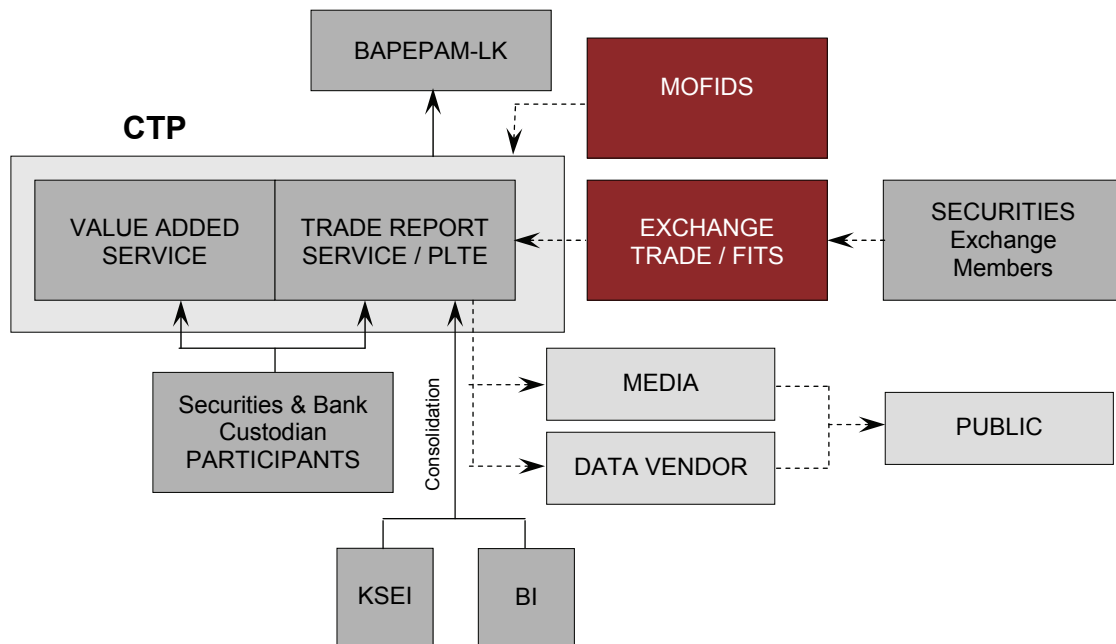 BAPEPAM-LK
MOFIDS
CTP
VALUE ADDED
SERVICE
TRADE REPORT
SERVICE / PLTE
EXCHANGE
TRADE / FITS
SECURITIES
Exchange
Members
Securities & Bank
Custodian
PARTICIPANTS
Consolidation
MEDIA
DATA VENDOR
PUBLIC
KSEI
BI